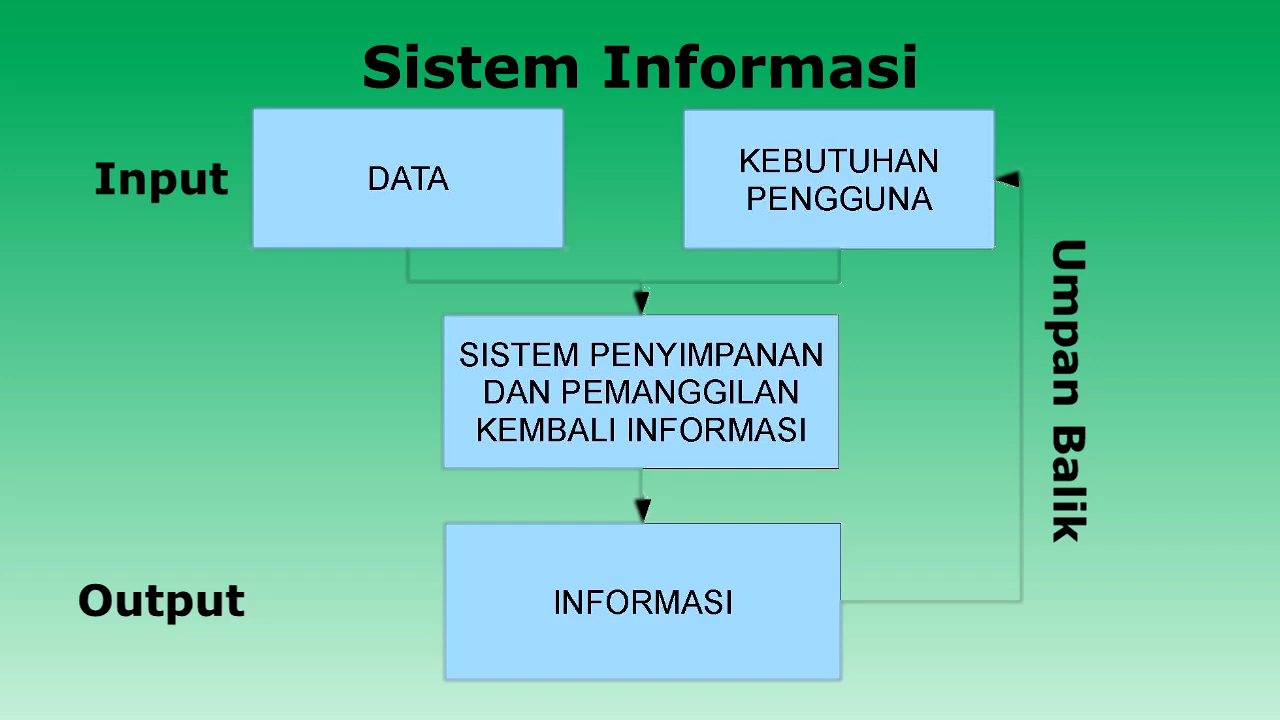 Sistem Informasi
Input
DATA
KEBUTUHAN
PENGGUNA
Umpan Balik
SISTEM PENYIMPANAN
DAN PEMANGGILAN
KEMBALI INFORMASI
Output
INFORMASI